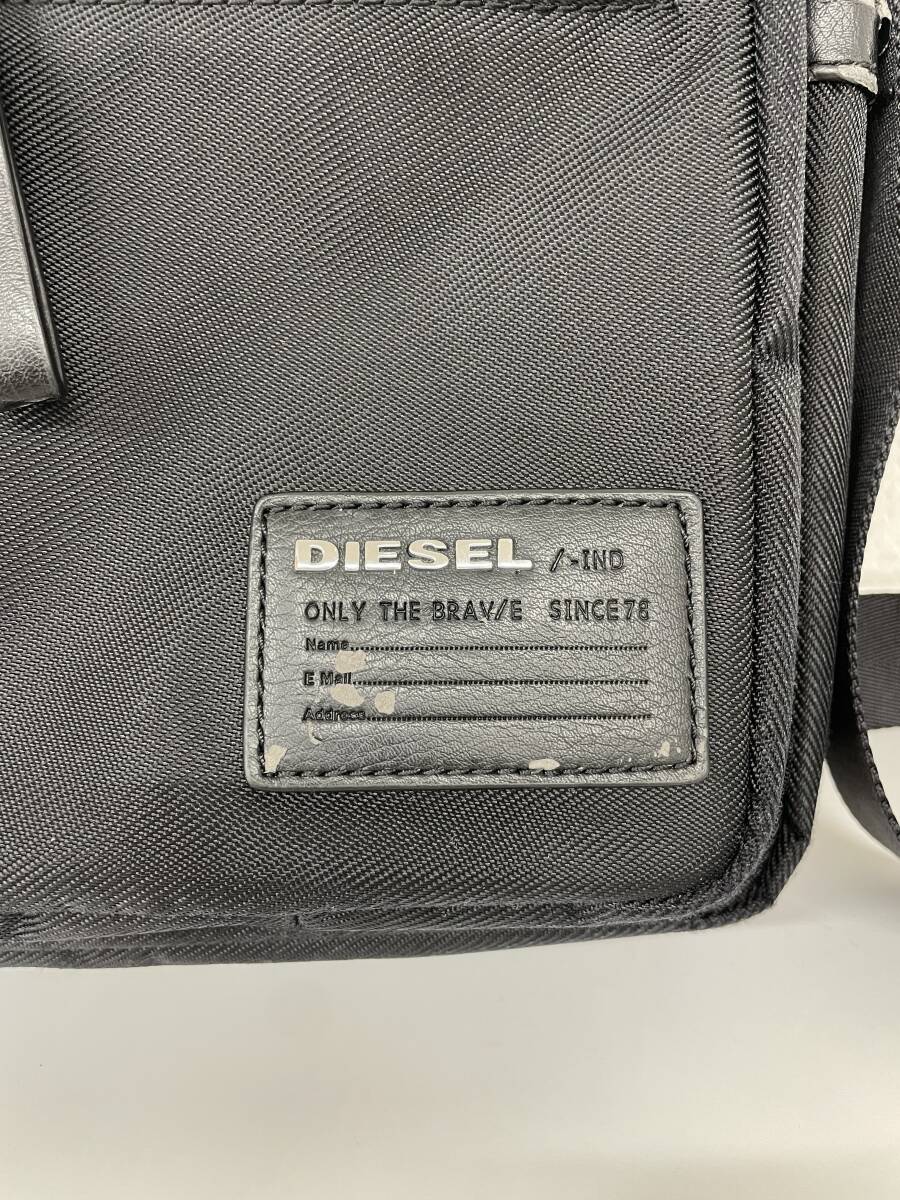 DIESEL /-IND
ONLY THE BRAV/E SINCE78
Name
E Mail
Address